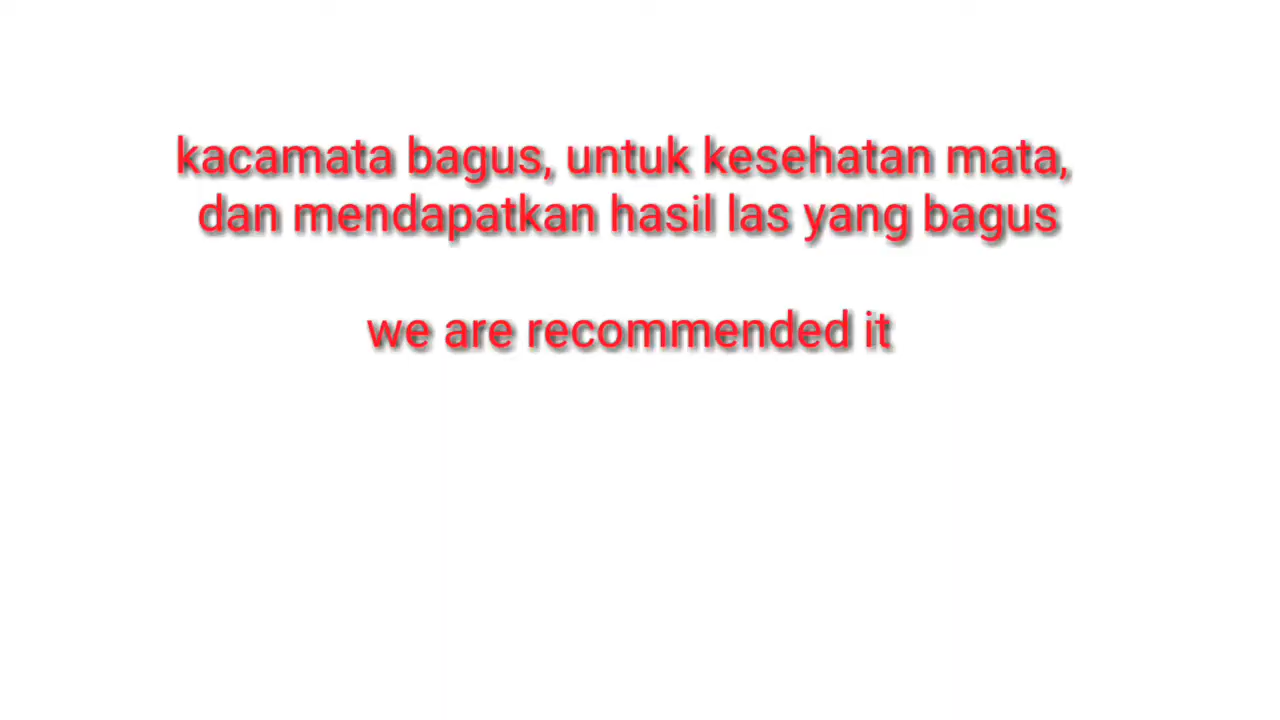 kacamata bagus, untuk kesehatan mata,
dan mendapatkan hasil las yang bagus
we are recommended it